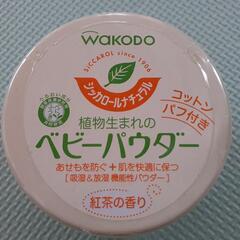 WAKODO
SICCAROL since 1906
シッカロールナチュラル
コットン
パフ付き
植物生まれの
ベビーパウダー
あせもを防ぐ+肌を快適に保つ
[吸湿&放湿 機能性パウダー]
紅茶の香り